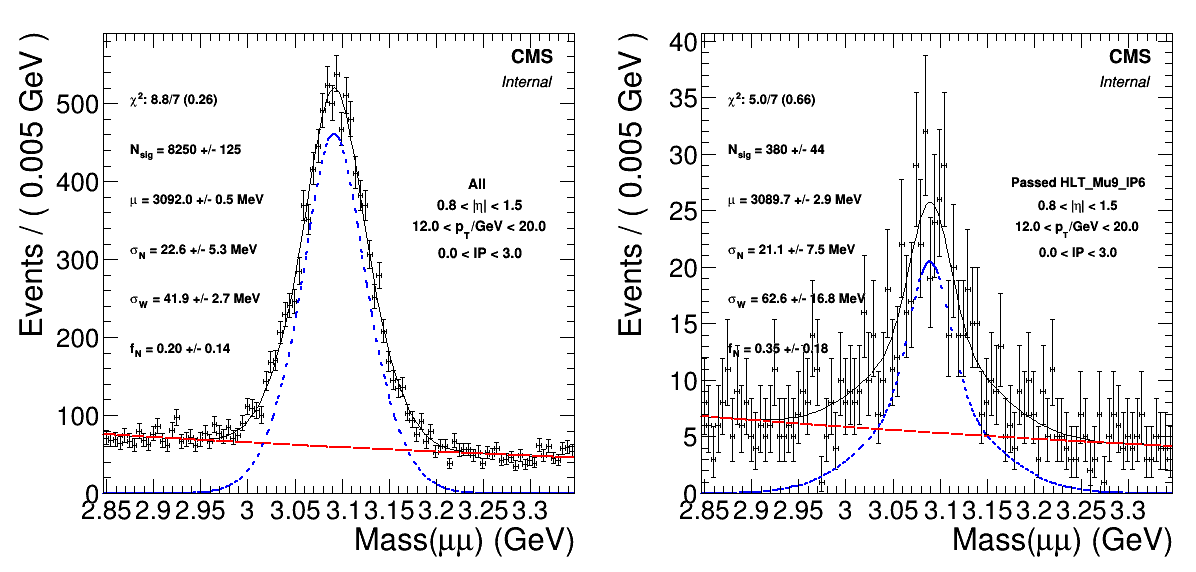 CMS
Internal
χ²: 8.8/7 (0.26)
N_sig = 8250 +/- 125
μ = 3092.0 +/- 0.5 MeV
σ_N = 22.6 +/- 5.3 MeV
σ_W = 41.9 +/- 2.7 MeV
f_N = 0.20 +/- 0.14
All
0.8 < |η| < 1.5
12.0 < p_T/GeV < 20.0
0.0 < IP < 3.0
Events / ( 0.005 GeV )
500
400
300
200
100
0
2.85 2.9 2.95 3 3.05 3.1 3.15 3.2 3.25 3.3
Mass(μμ) (GeV)
CMS
Internal
χ²: 5.0/7 (0.66)
N_sig = 380 +/- 44
μ = 3089.7 +/- 2.9 MeV
σ_N = 21.1 +/- 7.5 MeV
σ_W = 62.6 +/- 16.8 MeV
f_N = 0.35 +/- 0.18
Passed HLT_Mu9_IP6
0.8 < |η| < 1.5
12.0 < p_T/GeV < 20.0
0.0 < IP < 3.0
Events / ( 0.005 GeV )
40
35
30
25
20
15
10
5
0
2.85 2.9 2.95 3 3.05 3.1 3.15 3.2 3.25 3.3
Mass(μμ) (GeV)